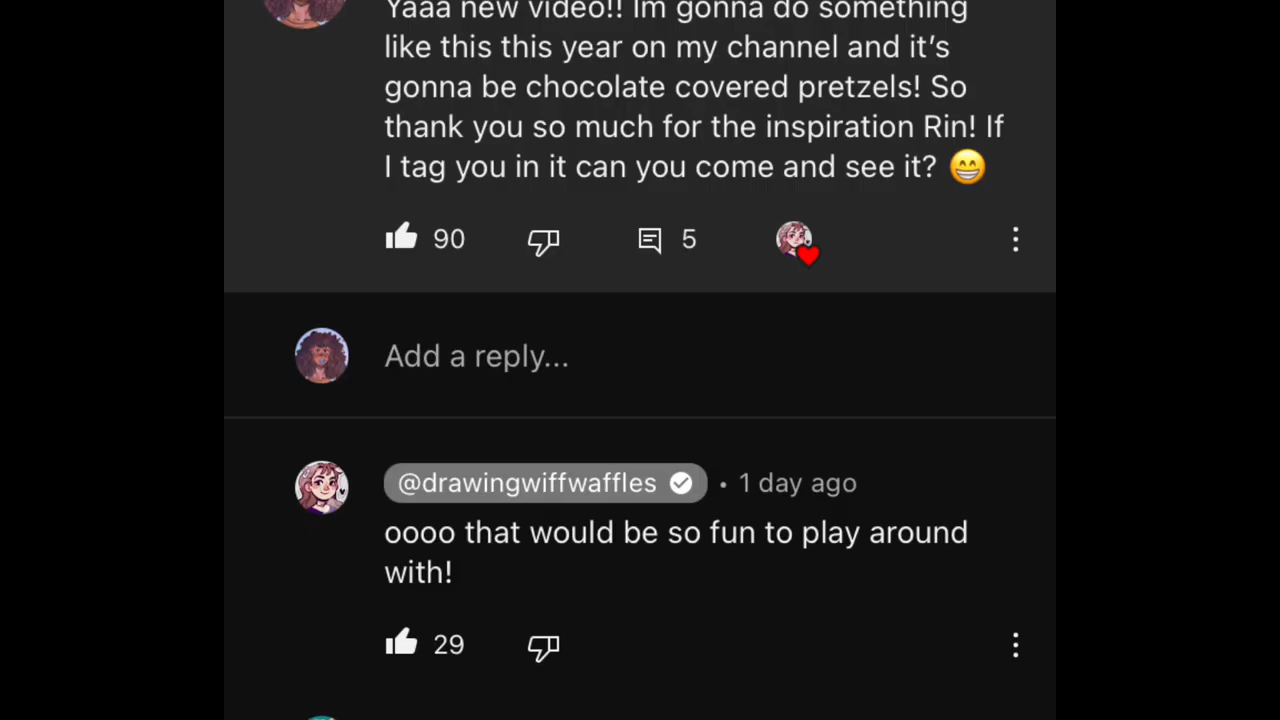 Yaaa new video!! Im gonna do something
like this this year on my channel and it’s
gonna be chocolate covered pretzels! So
thank you so much for the inspiration Rin! If
I tag you in it can you come and see it? 😁
90 5
Add a reply...
@drawingwiffwaffles • 1 day ago
oooo that would be so fun to play around
with!
29